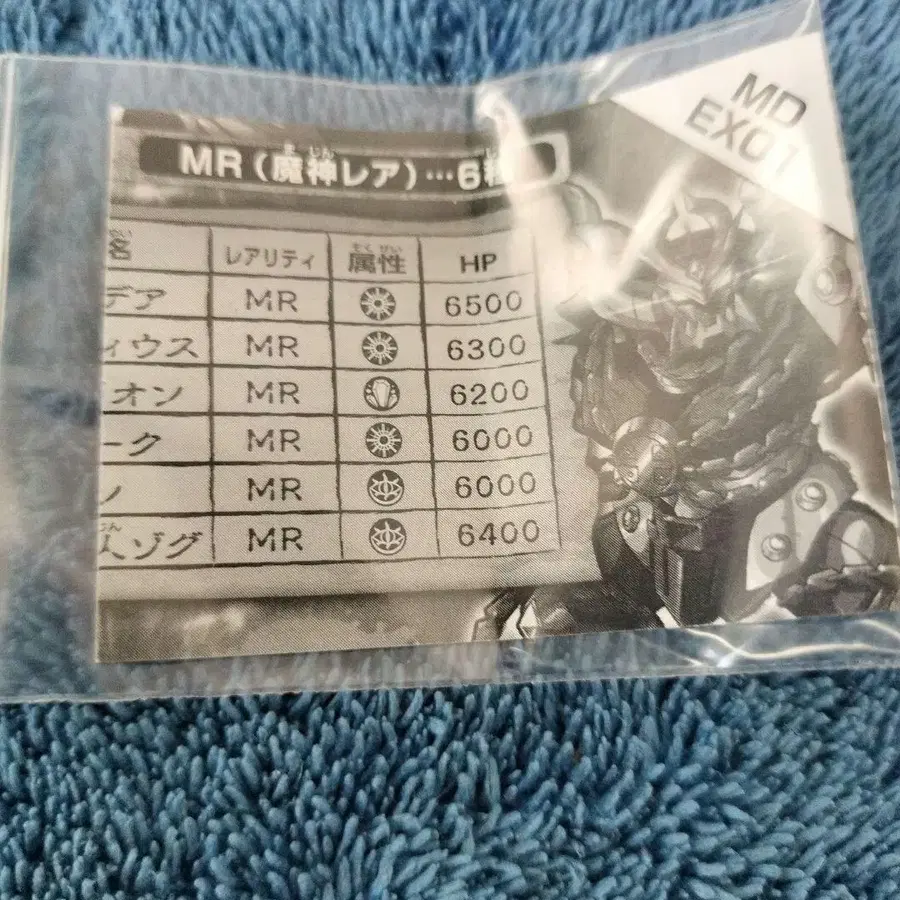 MD
EX01
MR(魔神レア)…6種
名 レアリティ 属性 HP
デア MR 6500
ィウス MR 6300
オン MR 6200
ーク MR 6000
ノ MR 6000
人ゾグ MR 6400